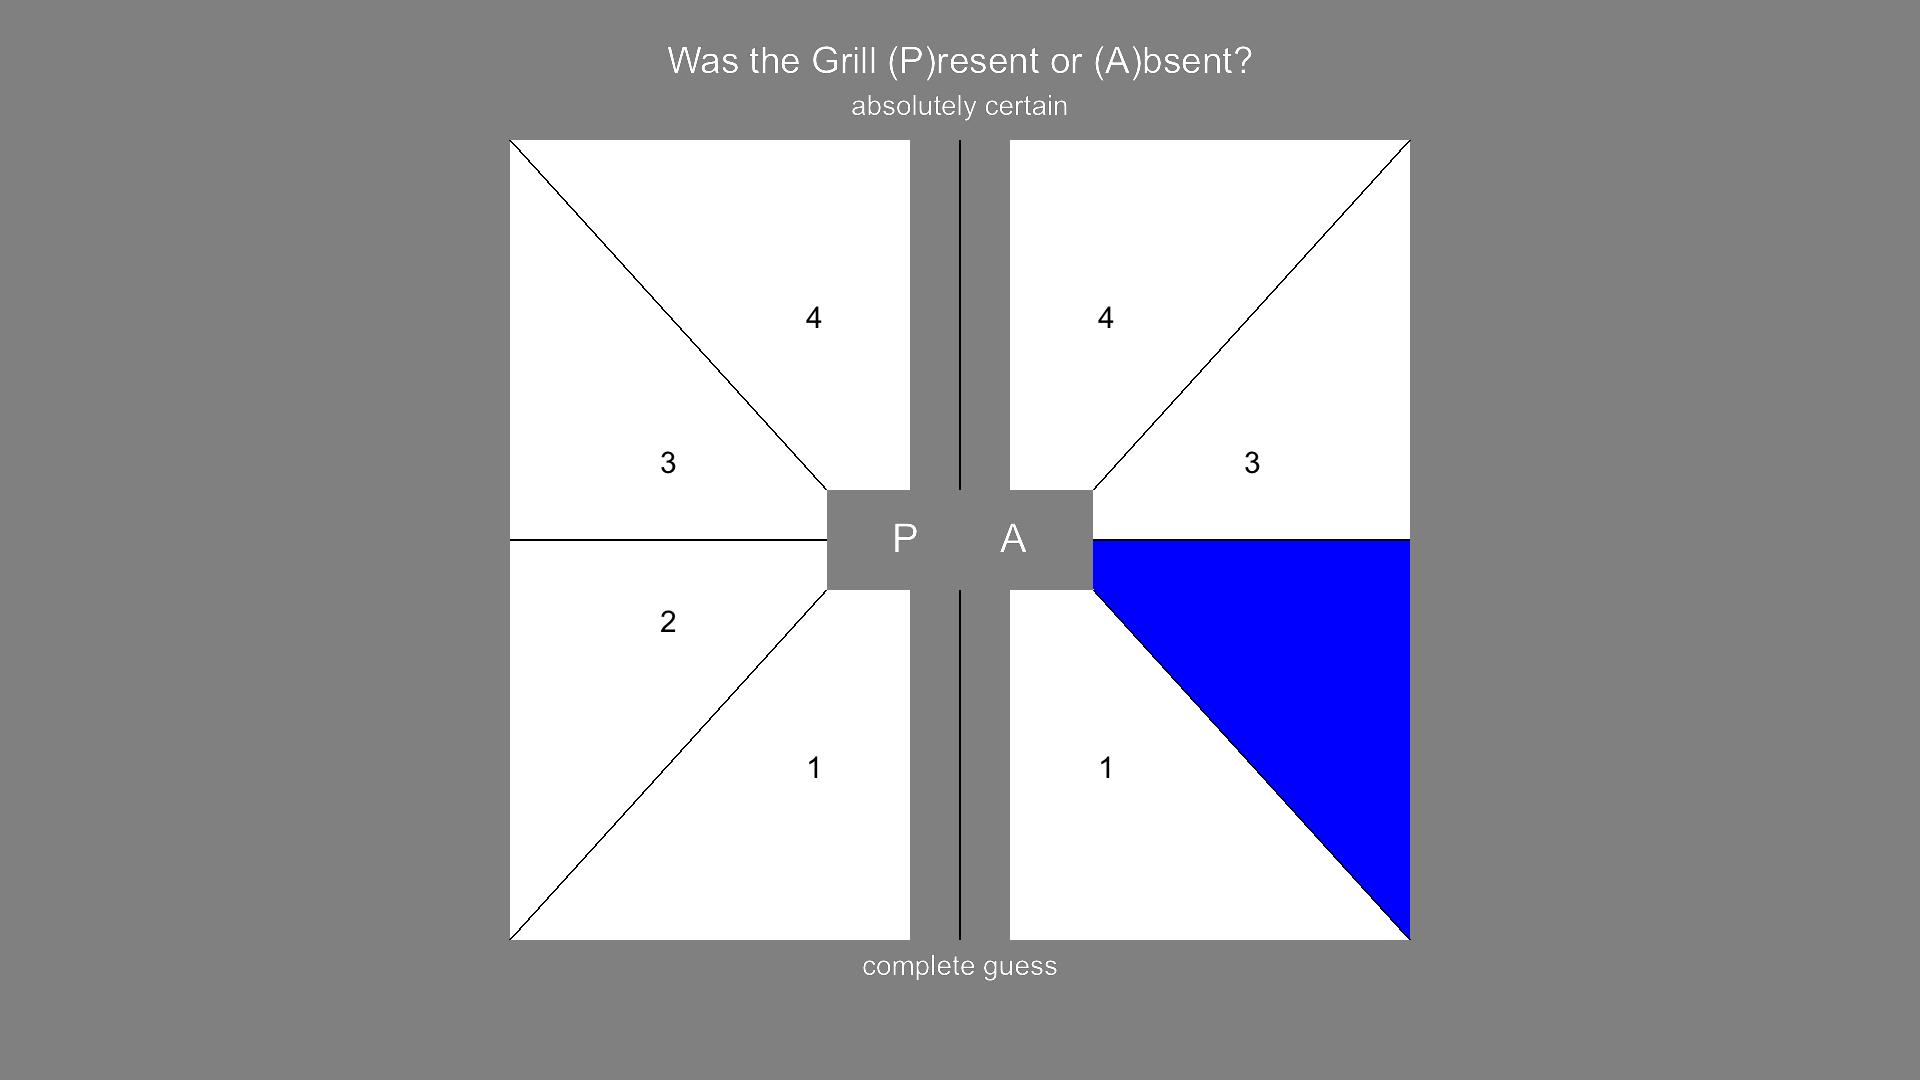 Was the Grill (P)resent or (A)bsent?
absolutely certain
4 4
3 3
P A
2
1 1
complete guess